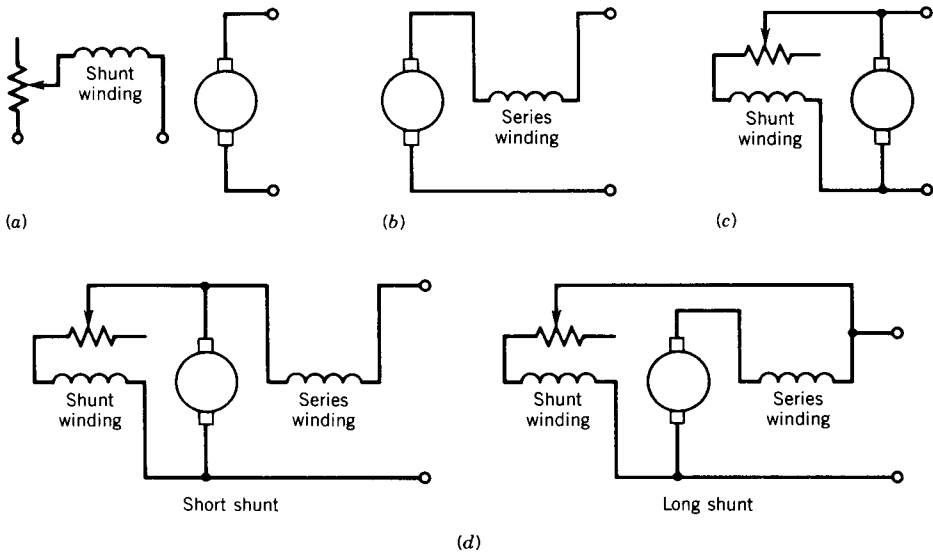 Shunt
winding
Series
winding
Shunt
winding
(a)
(b)
(c)
Shunt
winding
Series
winding
Shunt
winding
Series
winding
Short shunt
Long shunt
(d)